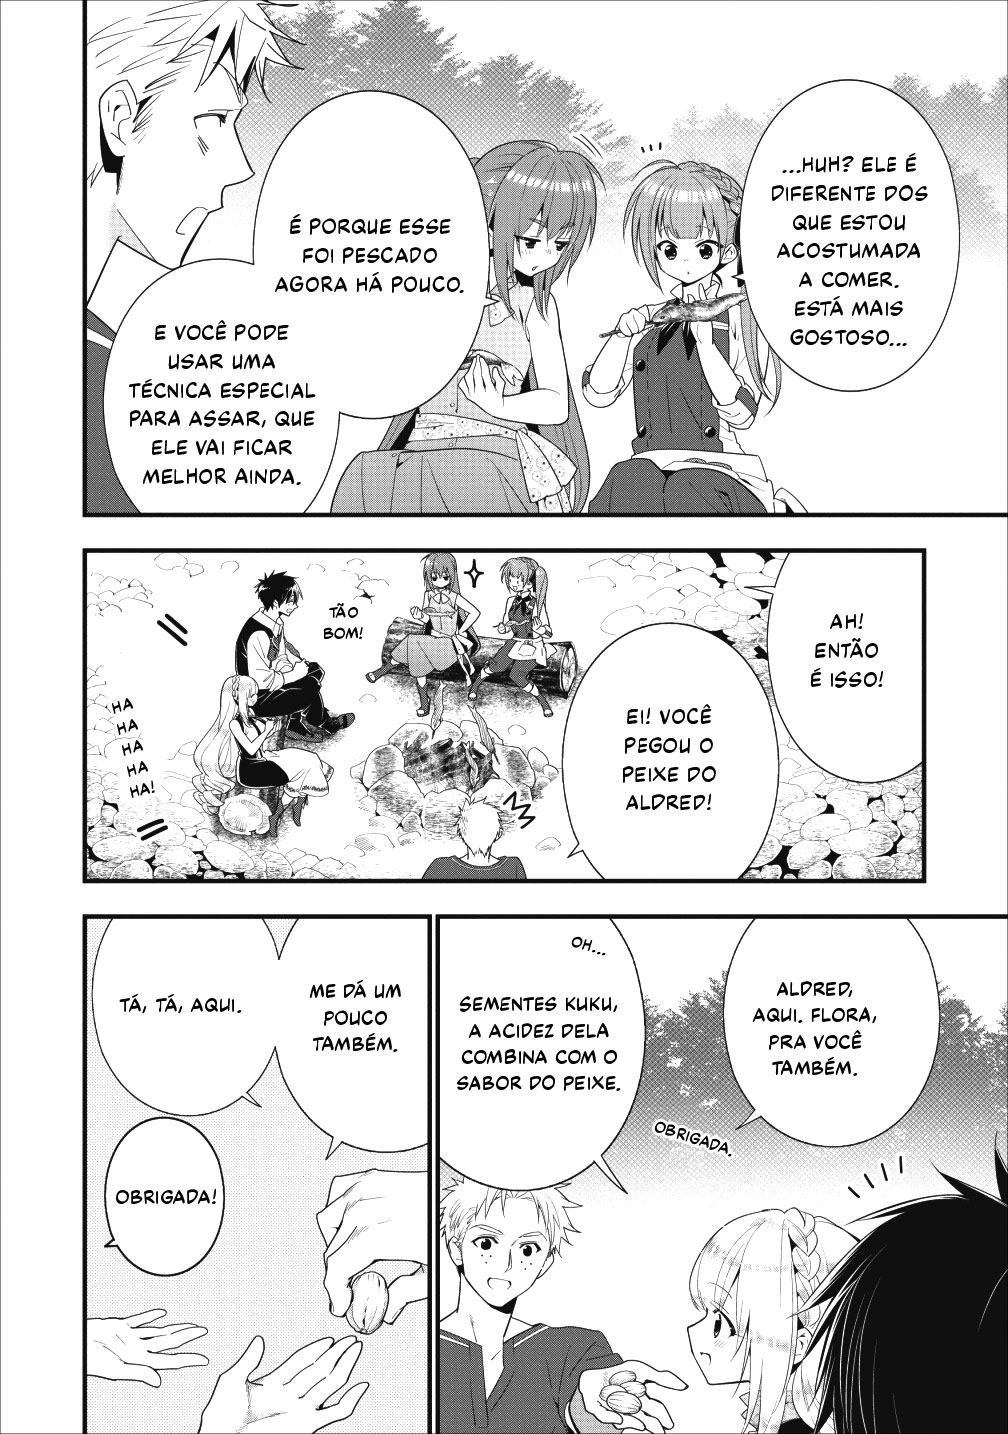 ...HUH? ELE É
DIFERENTE DOS
QUE ESTOU
ACOSTUMADA
A COMER.
ESTÁ MAIS
GOSTOSO...
É PORQUE ESSE
FOI PESCADO
AGORA HÁ POUCO.
E VOCÊ PODE
USAR UMA
TÉCNICA ESPECIAL
PARA ASSAR, QUE
ELE VAI FICAR
MELHOR AINDA.
AH!
ENTÃO
É ISSO!
EI! VOCÊ
PEGOU O
PEIXE DO
ALDRED!
TÃO
BOM!
HA
HA
HA
HA
HA!
ALDRED,
AQUI. FLORA,
PRA VOCÊ
TAMBÉM.
OBRIGADA.
OH...
SEMENTES KUKU,
A ACIDEZ DELA
COMBINA COM O
SABOR DO PEIXE.
ME DÁ UM
POUCO
TAMBÉM.
TÁ, TÁ, AQUI.
OBRIGADA!